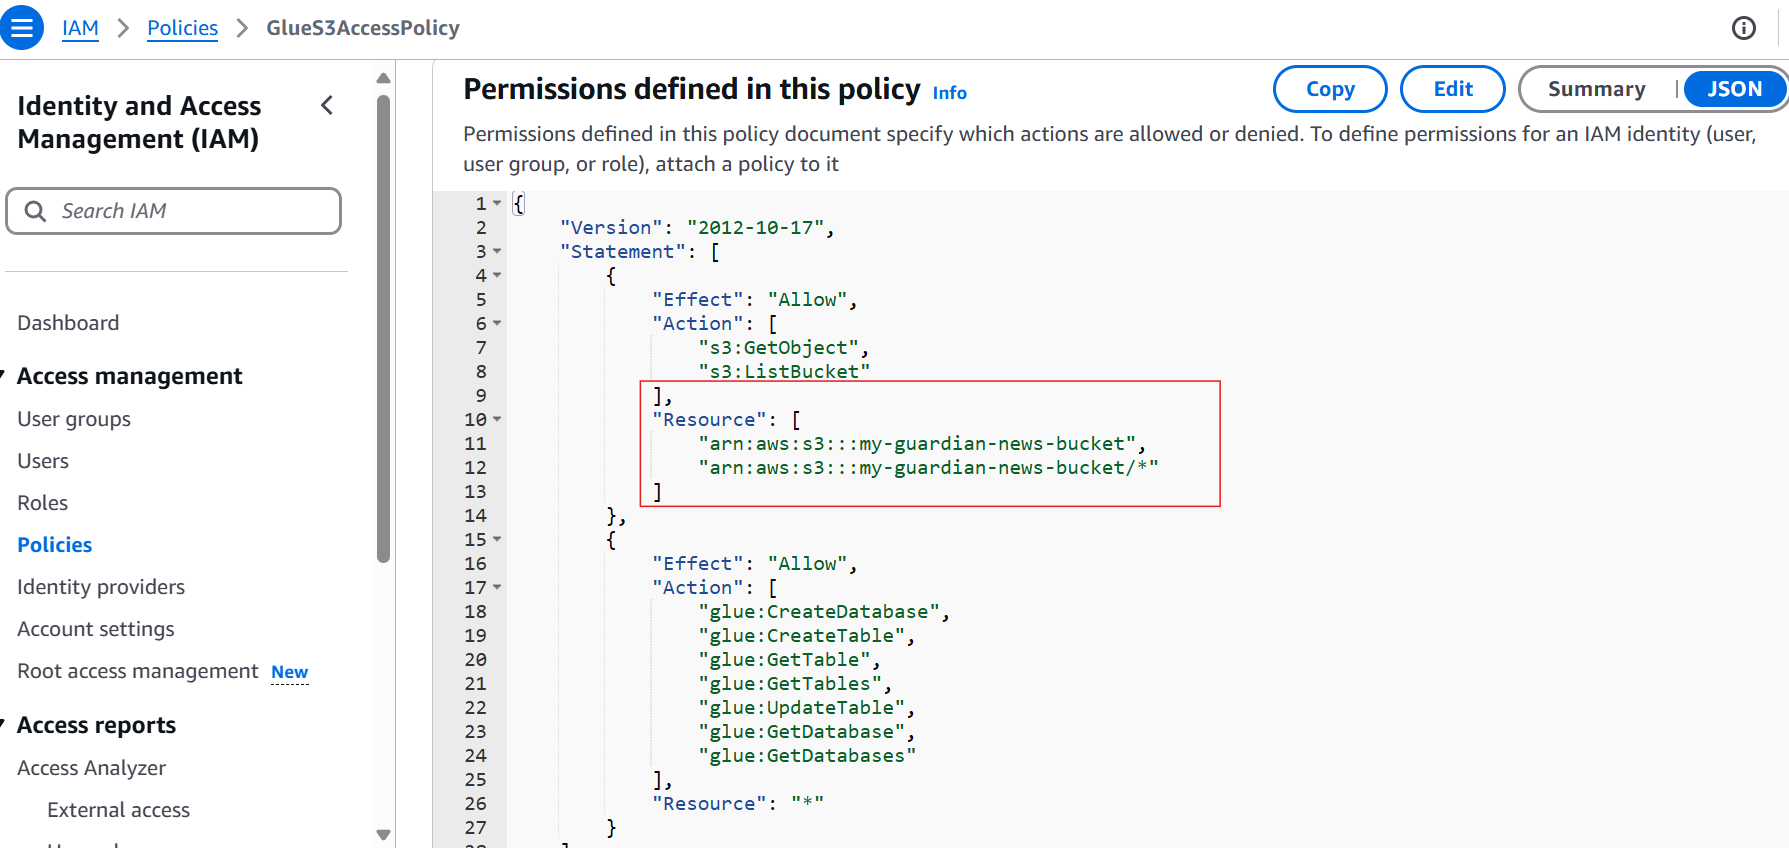 IAM > Policies > GlueS3AccessPolicy
Identity and Access
Management (IAM)
Search IAM
Dashboard
Access management
User groups
Users
Roles
Policies
Identity providers
Account settings
Root access management New
Access reports
Access Analyzer
External access
Permissions defined in this policy Info
Copy
Edit
Summary
JSON
Permissions defined in this policy document specify which actions are allowed or denied. To define permissions for an IAM identity (user,
user group, or role), attach a policy to it
1 {
2 "Version": "2012-10-17",
3 "Statement": [
4 {
5 "Effect": "Allow",
6 "Action": [
7 "s3:GetObject",
8 "s3:ListBucket"
9 ],
10 "Resource": [
11 "arn:aws:s3:::my-guardian-news-bucket",
12 "arn:aws:s3:::my-guardian-news-bucket/*"
13 ]
14 },
15 {
16 "Effect": "Allow",
17 "Action": [
18 "glue:CreateDatabase",
19 "glue:CreateTable",
20 "glue:GetTable",
21 "glue:GetTables",
22 "glue:UpdateTable",
23 "glue:GetDatabase",
24 "glue:GetDatabases"
25 ],
26 "Resource": "*"
27 }